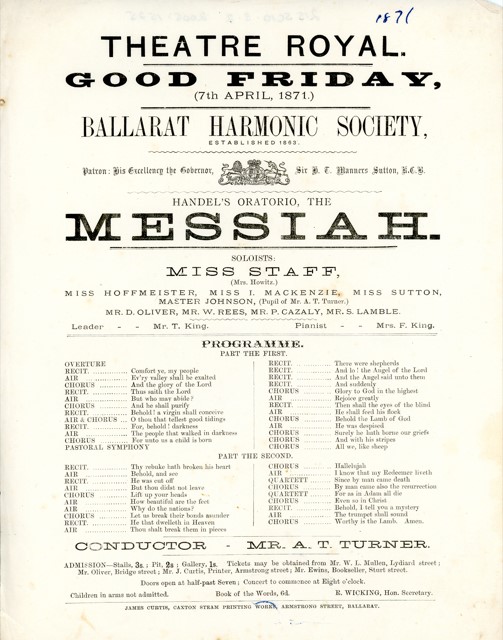 1871
THEATRE ROYAL.
GOOD FRIDAY,
(7th APRIL, 1871.)
BALLARAT HARMONIC SOCIETY,
ESTABLISHED 1863.
Patron: His Excellency the Governor, Sir H. T. Manners Sutton, K.C.B.
HANDEL'S ORATORIO, THE
MESSIAH.
SOLOISTS:
MISS STAFF,
(Mrs. Howitz.)
MISS HOFFMEISTER, MISS I. MACKENZIE, MISS SUTTON,
MASTER JOHNSON, (Pupil of Mr. A. T. Turner.)
MR. D. OLIVER, MR. W. REES, MR. P. CAZALY, MR. S. LAMBLE.
Leader - - Mr. T. King. Pianist - - Mrs. F. King.
PROGRAMME.
PART THE FIRST.
OVERTURE
RECIT. ............ Comfort ye, my people
AIR ............ Ev'ry valley shall be exalted
CHORUS ............ And the glory of the Lord
RECIT. ............ Thus saith the Lord
AIR ............ But who may abide?
CHORUS ............ And he shall purify
RECIT. ............ Behold! a virgin shall conceive
AIR & CHORUS ... O thou that tellest good tidings
RECIT. ............ For, behold! darkness
AIR ............ The people that walked in darkness
CHORUS ............ For unto us a child is born
PASTORAL SYMPHONY
RECIT. ............ There were shepherds
RECIT. ............ And lo! the Angel of the Lord
RECIT. ............ And the Angel said unto them
RECIT. ............ And suddenly
CHORUS ............ Glory to God in the highest
AIR ............ Rejoice greatly
RECIT. ............ Then shall the eyes of the blind
AIR ............ He shall feed his flock
CHORUS ............ Behold the Lamb of God
AIR ............ He was despised
CHORUS ............ Surely he hath borne our griefs
CHORUS ............ And with his stripes
CHORUS ............ All we, like sheep
PART THE SECOND.
RECIT. ............ Thy rebuke hath broken his heart
AIR ............ Behold, and see
RECIT. ............ He was cut off
AIR ............ But thou didst not leave
CHORUS ............ Lift up your heads
AIR ............ How beautiful are the feet
AIR ............ Why do the nations?
CHORUS ............ Let us break their bonds asunder
RECIT. ............ He that dwelleth in Heaven
AIR ............ Thou shalt break them in pieces
CHORUS ............ Hallelujah
AIR ............ I know that my Redeemer liveth
QUARTETT ............ Since by man came death
CHORUS ............ By man came also the resurrection
QUARTETT ............ For as in Adam all die
CHORUS ............ Even so in Christ
RECIT. ............ Behold, I tell you a mystery
AIR ............ The trumpet shall sound
CHORUS ............ Worthy is the Lamb. Amen.
CONDUCTOR - MR. A. T. TURNER.
ADMISSION—Stalls, 3s; Pit, 2s; Gallery, 1s. Tickets may be obtained from Mr. W. L. Mullen, Lydiard street;
Mr. Oliver, Bridge street; Mr. J. Curtis, Printer, Armstrong street; Mr. Ewins, Bookseller, Sturt street.
Doors open at half-past Seven; Concert to commence at Eight o'clock.
Children in arms not admitted. Book of the Words, 6d. R. WICKING, Hon. Secretary.
JAMES CURTIS, CAXTON STEAM PRINTING WORKS, ARMSTRONG STREET, BALLARAT.